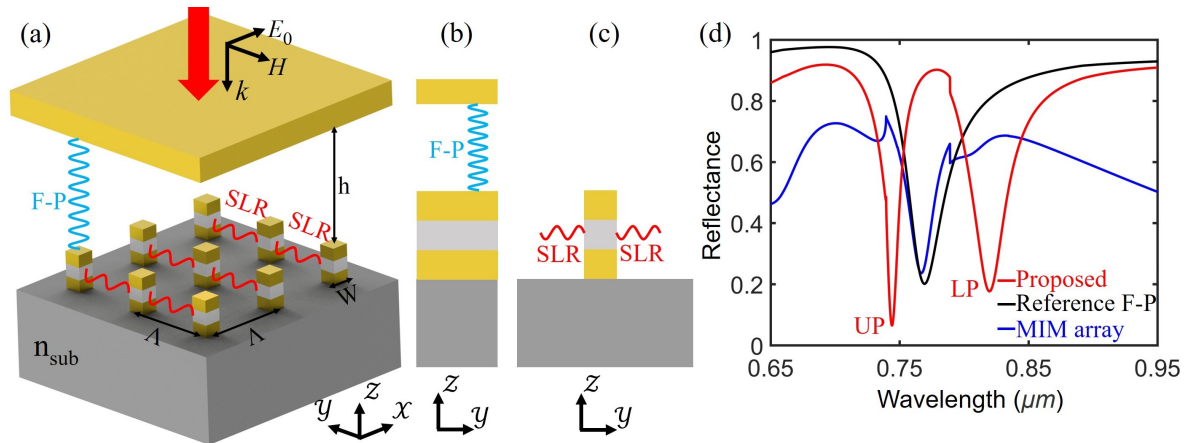 (a)
E₀
H
k
F-P
SLR
SLR
h
W
Λ
Λ
n_sub
z
y
x
(b)
F-P
z
y
(c)
SLR
SLR
z
y
(d)
Reflectance
1
0.8
0.6
0.4
0.2
0
UP
LP
Proposed
Reference F-P
MIM array
0.65
0.75
0.85
0.95
Wavelength (μm)